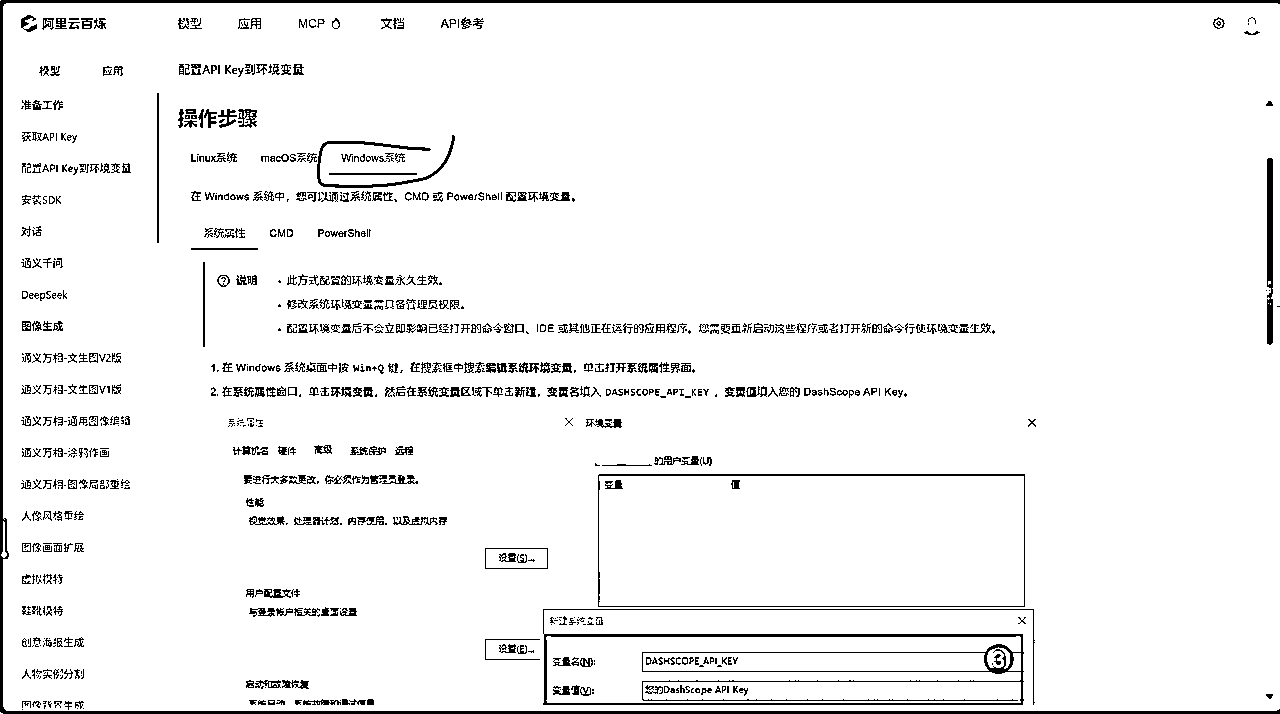 阿里云百炼
模型 应用 MCP 文档 API参考
模型 应用
准备工作
获取API Key
配置API Key到环境变量
安装SDK
对话
通义千问
DeepSeek
图像生成
通义万相-文生图V2版
通义万相-文生图V1版
通义万相-通用图像编辑
通义万相-涂鸦作画
通义万相-图像局部重绘
人像风格重绘
图像画面扩展
虚拟模特
鞋靴模特
创意海报生成
人物实例分割
图像背景生成
配置API Key到环境变量
操作步骤
Linux系统 macOS系统 Windows系统
在 Windows 系统中，您可以通过系统属性、CMD 或 PowerShell 配置环境变量。
系统属性 CMD PowerShell
说明
• 此方式配置的环境变量永久生效。
• 修改系统环境变量需具备管理员权限。
• 配置环境变量后不会立即影响已经打开的命令窗口、IDE 或其他正在运行的应用程序。您需要重新启动这些程序或者打开新的命令行使环境变量生效。
1. 在 Windows 系统桌面中按 Win+Q 键，在搜索框中搜索编辑系统环境变量，单击打开系统属性界面。
2. 在系统属性窗口，单击环境变量，然后在系统变量区域下单击新建，变量名填入 DASHSCOPE_API_KEY ，变量值填入您的 DashScope API Key。
系统属性
计算机名 硬件 高级 系统保护 远程
要进行大多数更改，你必须作为管理员登录。
性能
视觉效果，处理器计划，内存使用，以及虚拟内存
设置(S)...
用户配置文件
与登录帐户相关的桌面设置
设置(E)...
启动和故障恢复
系统启动、系统故障和调试信息
环境变量
的用户变量(U)
变量 值
新建系统变量
变量名(N): DASHSCOPE_API_KEY
③
变量值(V): 您的DashScope API Key